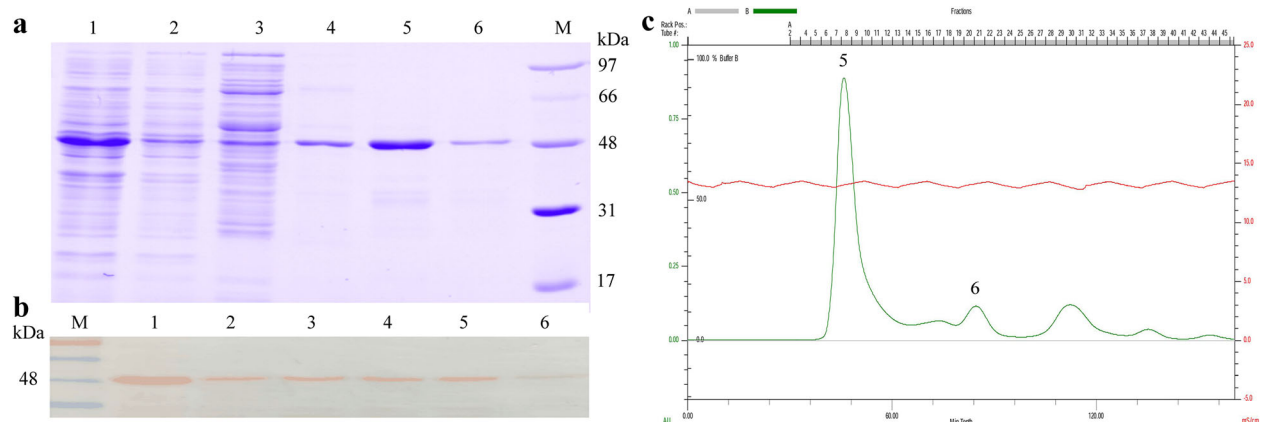 a
1 2 3 4 5 6 M
kDa
97
66
48
31
17
b
kDa
M 1 2 3 4 5 6
48
c
A B Fractions
Rack Pos.: A
Tube #: 9 2 4 5 6 7 8 10 11 12 13 14 15 16 17 18 19 20 21 22 23 24 25 26 27 28 29 30 31 32 33 34 35 36 37 38 39 40 41 42 43 44 45
1.00 100.0 % Buffer B 25.0
5
20.0
0.75
15.0
0.50 50.0
10.0
0.25
6
5.0
0.00 0.0 0.0
-5.0
0.00 60.00 120.00
AU Min.Tenth mS/cm